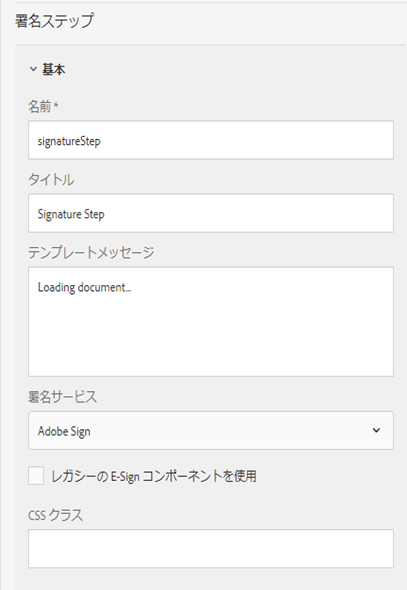 署名ステップ
基本
名前 *
signatureStep
タイトル
Signature Step
テンプレートメッセージ
Loading document...
署名サービス
Adobe Sign
レガシーの E-Sign コンポーネントを使用
CSS クラス